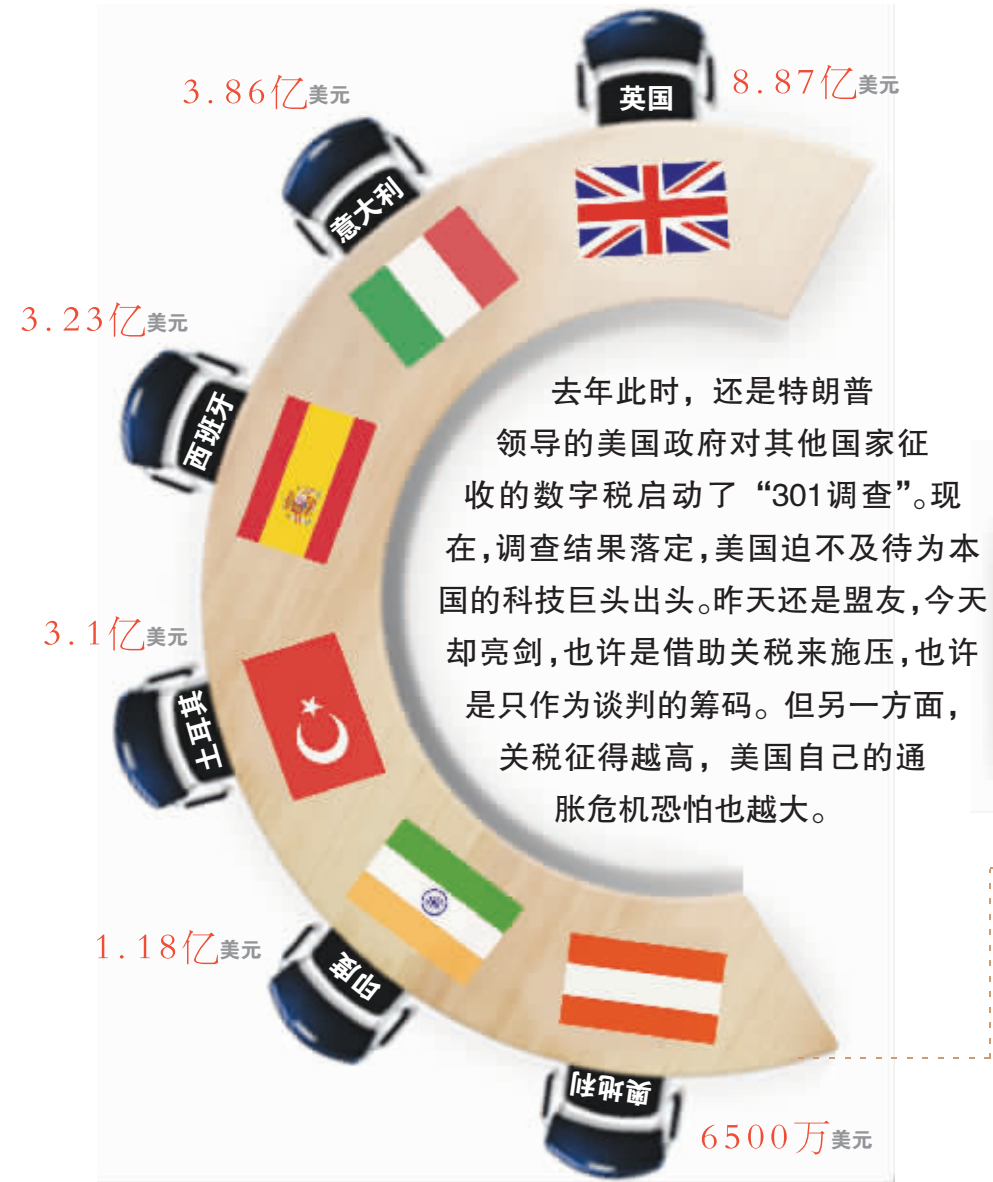 8.87亿美元
英国
3.86亿美元
意大利
3.23亿美元
西班牙
3.1亿美元
土耳其
1.18亿美元
印度
奥地利
6500万美元
去年此时，还是特朗普
领导的美国政府对其他国家征
收的数字税启动了“301调查”。现
在，调查结果落定，美国迫不及待为本
国的科技巨头出头。昨天还是盟友，今天
却亮剑，也许是借助关税来施压，也许
是只作为谈判的筹码。但另一方面，
关税征得越高，美国自己的通
胀危机恐怕也越大。